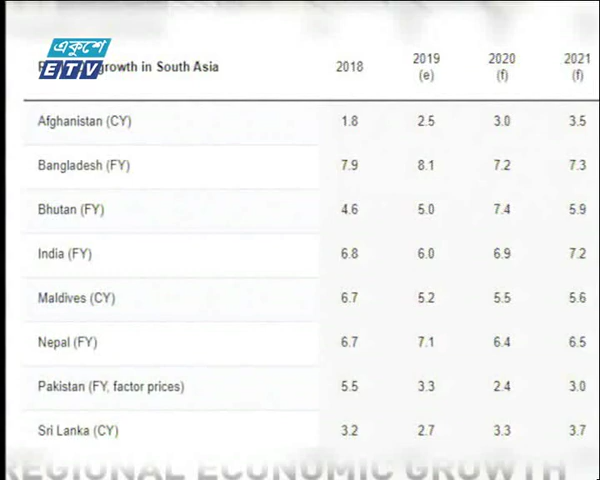 একুশে
ETV
growth in South Asia 2018 2019 (e) 2020 (f) 2021 (f)
Afghanistan (CY) 1.8 2.5 3.0 3.5
Bangladesh (FY) 7.9 8.1 7.2 7.3
Bhutan (FY) 4.6 5.0 7.4 5.9
India (FY) 6.8 6.0 6.9 7.2
Maldives (CY) 6.7 5.2 5.5 5.6
Nepal (FY) 6.7 7.1 6.4 6.5
Pakistan (FY, factor prices) 5.5 3.3 2.4 3.0
Sri Lanka (CY) 3.2 2.7 3.3 3.7
REGIONAL ECONOMIC GROWTH